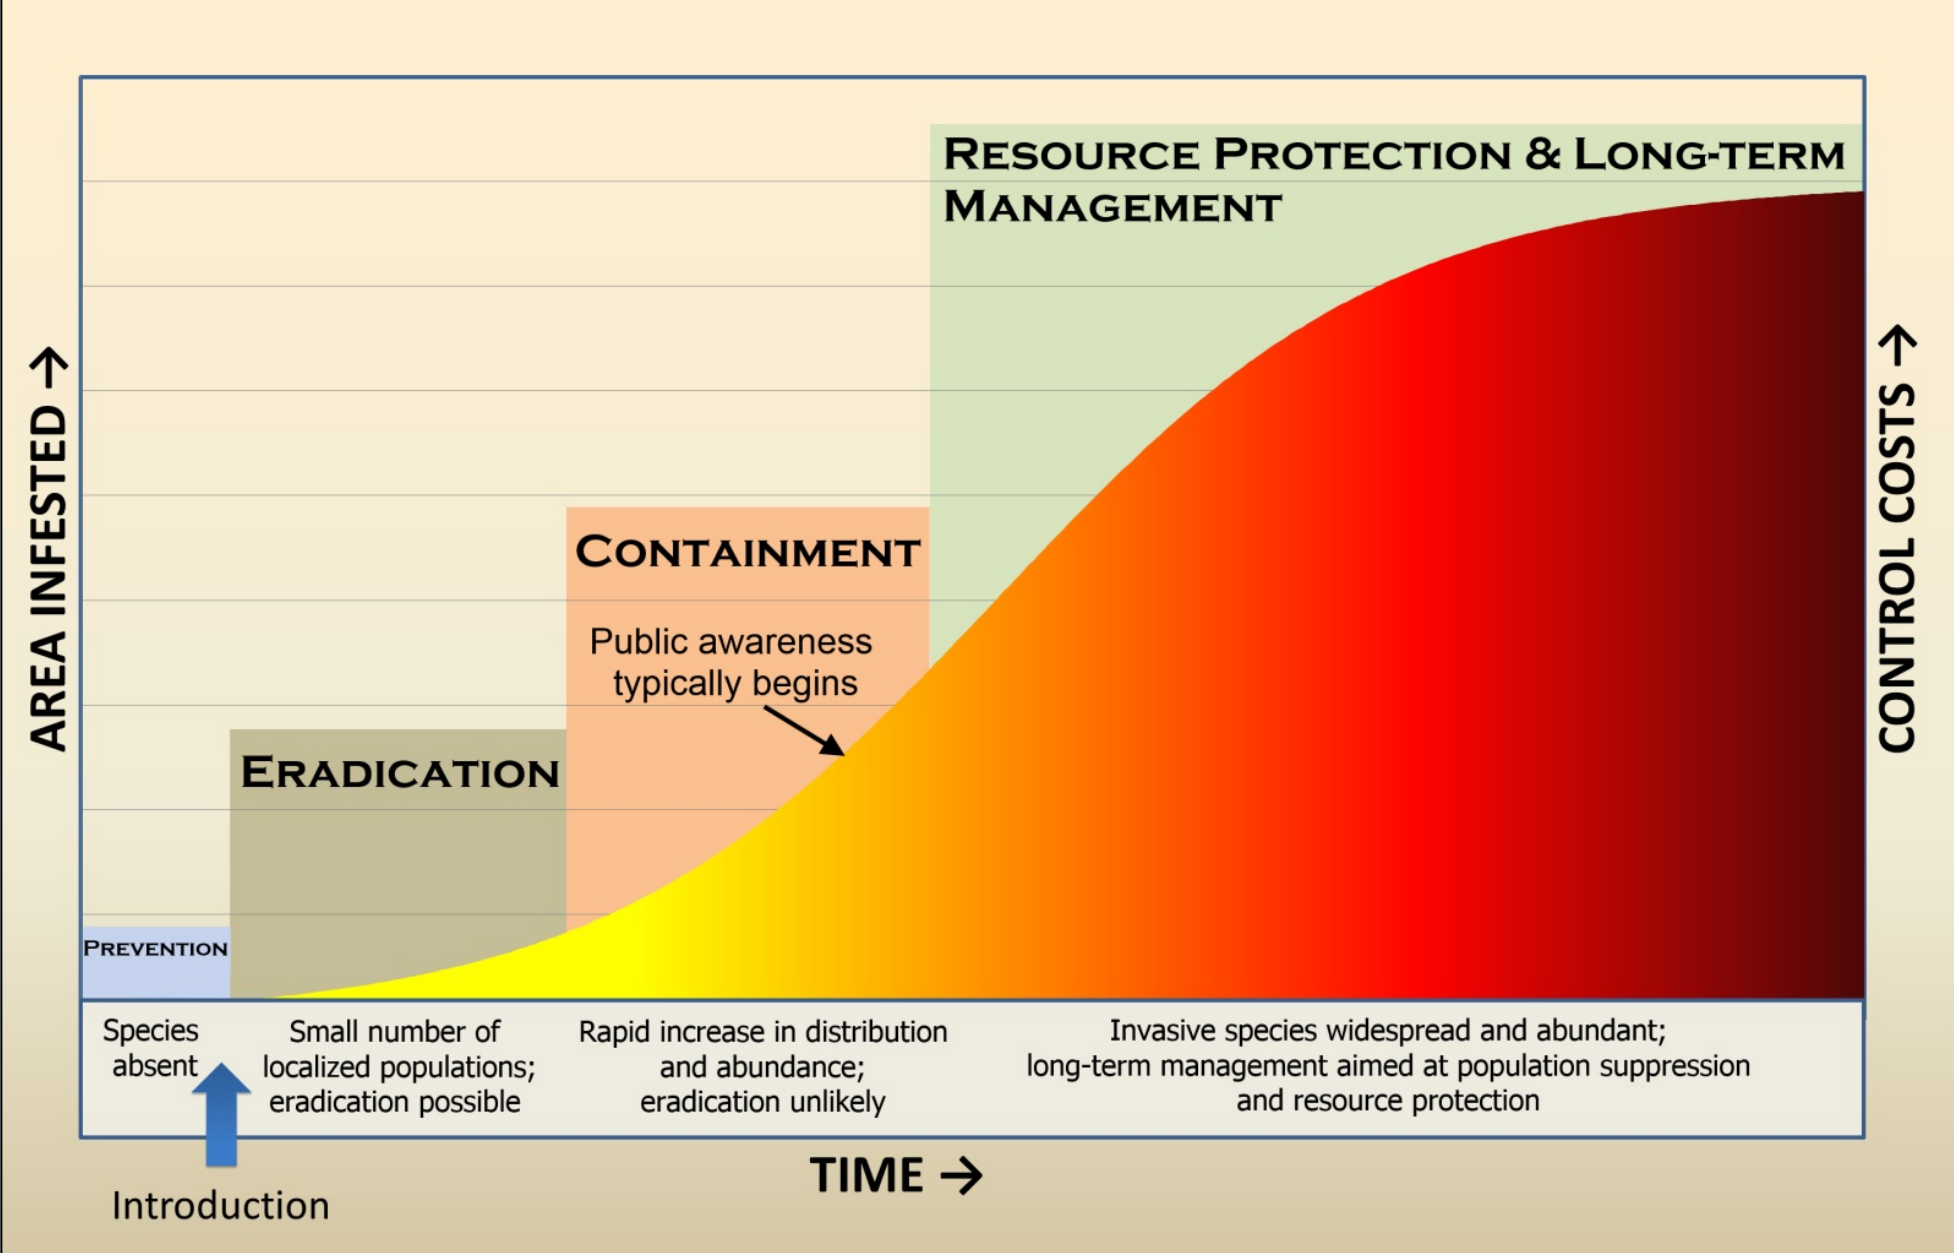 RESOURCE PROTECTION & LONG-TERM
MANAGEMENT
CONTAINMENT
Public awareness
typically begins
ERADICATION
PREVENTION
AREA INFESTED →
CONTROL COSTS →
Species
absent
Small number of
localized populations;
eradication possible
Rapid increase in distribution
and abundance;
eradication unlikely
Invasive species widespread and abundant;
long-term management aimed at population suppression
and resource protection
TIME →
Introduction